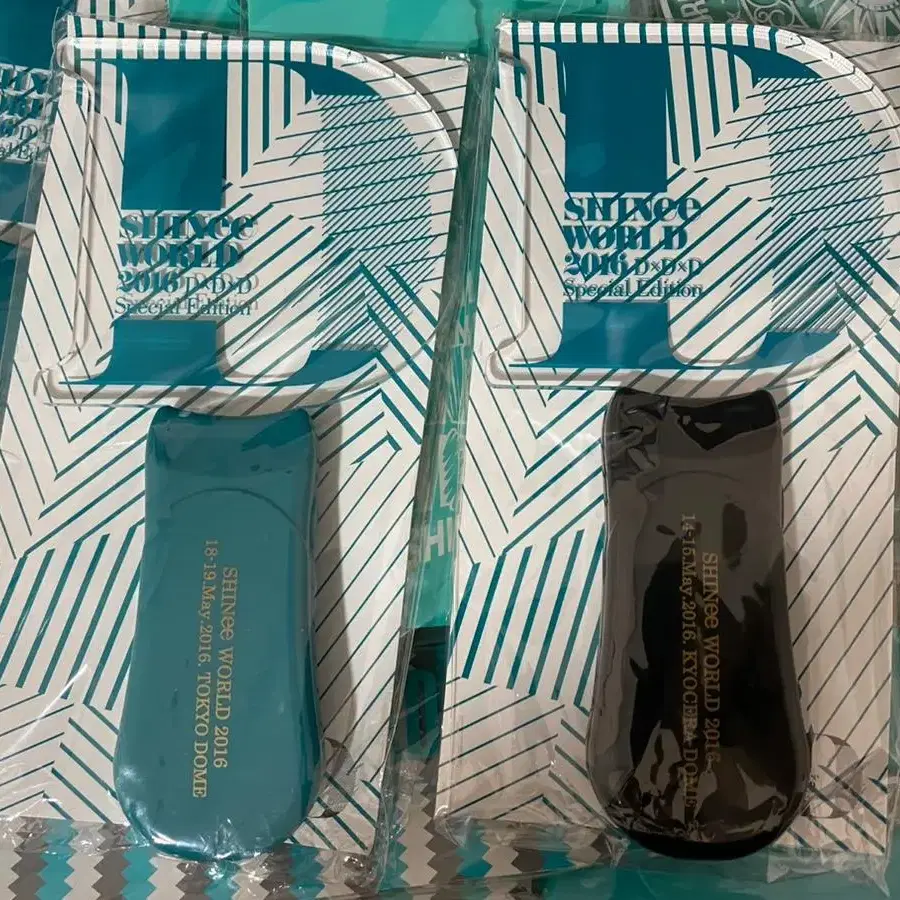 SHINee
WORLD
2016 D×D×D
Special Edition
SHINee WORLD 2016
18-19.May.2016. TOKYO DOME
SHINee
WORLD
2016 D×D×D
Special Edition
SHINee WORLD 2016.
14-15.May.2016. KYOCERA DOME